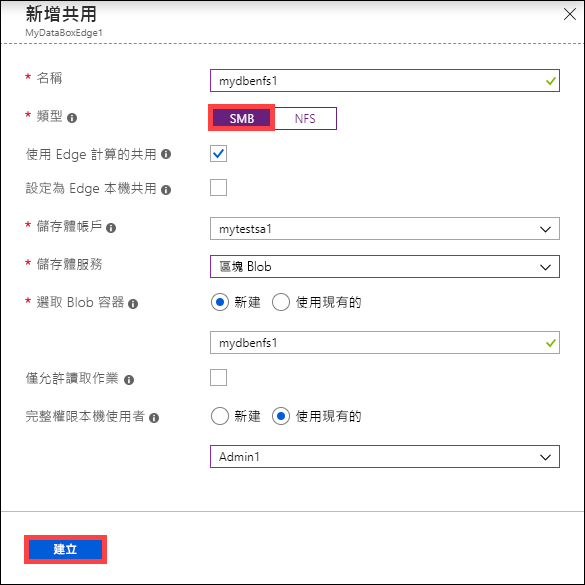 新增共用
MyDataBoxEdge1
* 名稱
mydbenfs1
* 類型
SMB NFS
使用 Edge 計算的共用
設定為 Edge 本機共用
* 儲存體帳戶
mytestsa1
* 儲存體服務
區塊 Blob
* 選取 Blob 容器
新建 使用現有的
mydbenfs1
僅允許讀取作業
完整權限本機使用者
新建 使用現有的
Admin1
建立